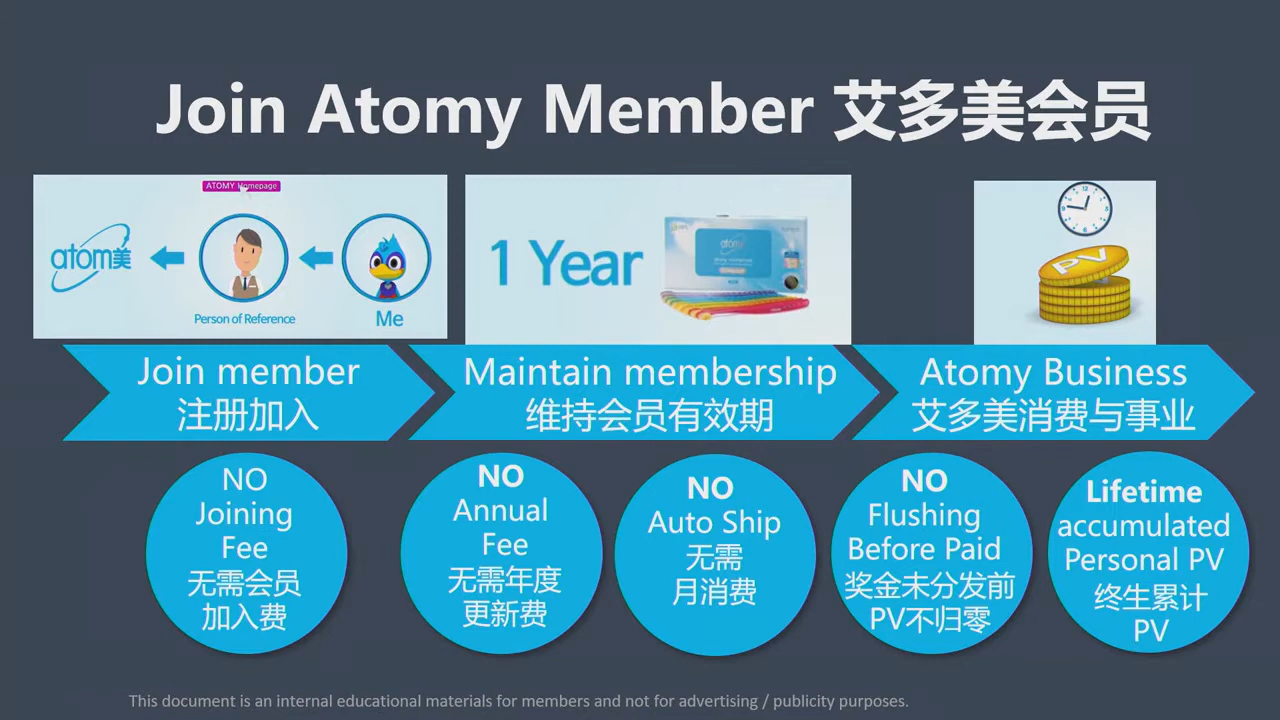 Join Atomy Member 艾多美会员
ATOMY Homepage
atom美
Person of Reference
Me
1 Year
atom美
PV
Join member
注册加入
Maintain membership
维持会员有效期
Atomy Business
艾多美消费与事业
NO
Joining
Fee
无需会员
加入费
NO
Annual
Fee
无需年度
更新费
NO
Auto Ship
无需
月消费
NO
Flushing
Before Paid
奖金未分发前
PV不归零
Lifetime
accumulated
Personal PV
终生累计
PV
This document is an internal educational materials for members and not for advertising / publicity purposes.